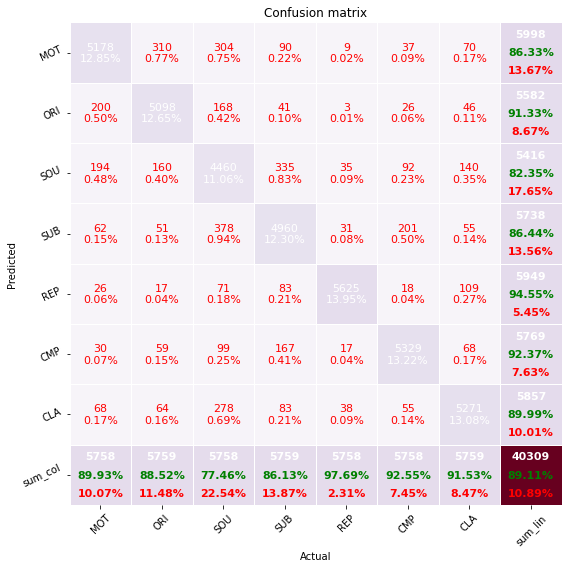 Confusion matrix
MOT 5178 310 304 90 9 37 70 5998
12.85% 0.77% 0.75% 0.22% 0.02% 0.09% 0.17% 86.33%
13.67%
ORI 200 5098 168 41 3 26 46 5582
0.50% 12.65% 0.42% 0.10% 0.01% 0.06% 0.11% 91.33%
8.67%
SOU 194 160 4460 335 35 92 140 5416
0.48% 0.40% 11.06% 0.83% 0.09% 0.23% 0.35% 82.35%
17.65%
SUB 62 51 378 4960 31 201 55 5738
0.15% 0.13% 0.94% 12.30% 0.08% 0.50% 0.14% 86.44%
13.56%
REP 26 17 71 83 5625 18 109 5949
0.06% 0.04% 0.18% 0.21% 13.95% 0.04% 0.27% 94.55%
5.45%
CMP 30 59 99 167 17 5329 68 5769
0.07% 0.15% 0.25% 0.41% 0.04% 13.22% 0.17% 92.37%
7.63%
CLA 68 64 278 83 38 55 5271 5857
0.17% 0.16% 0.69% 0.21% 0.09% 0.14% 13.08% 89.99%
10.01%
sum_col 5758 5759 5758 5759 5758 5758 5759 40309
89.93% 88.52% 77.46% 86.13% 97.69% 92.55% 91.53% 89.11%
10.07% 11.48% 22.54% 13.87% 2.31% 7.45% 8.47% 10.89%
MOT ORI SOU SUB REP CMP CLA sum_lin
Predicted
Actual